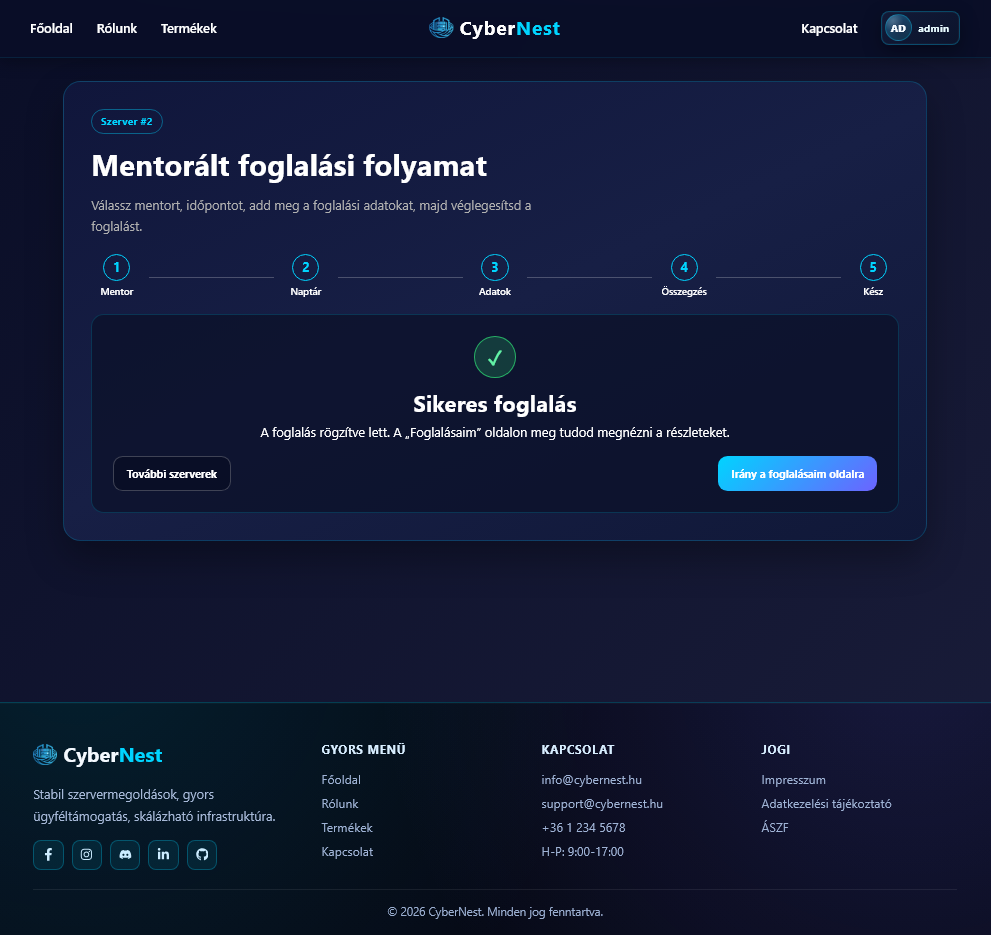 Főoldal Rólunk Termékek CyberNest Kapcsolat AD admin
Szerver #2
Mentorált foglalási folyamat
Válassz mentort, időpontot, add meg a foglalási adatokat, majd véglegesítsd a
foglalást.
1 2 3 4 5
Mentor Naptár Adatok Összegzés Kész
✓
Sikeres foglalás
A foglalás rögzítve lett. A „Foglalásaim” oldalon meg tudod megnézni a részleteket.
További szerverek Irány a foglalásaim oldalra
CyberNest
Stabil szervermegoldások, gyors
ügyféltámogatás, skálázható infrastruktúra.
GYORS MENÜ
Főoldal
Rólunk
Termékek
Kapcsolat
KAPCSOLAT
info@cybernest.hu
support@cybernest.hu
+36 1 234 5678
H-P: 9:00-17:00
JOGI
Impresszum
Adatkezelési tájékoztató
ÁSZF
© 2026 CyberNest. Minden jog fenntartva.